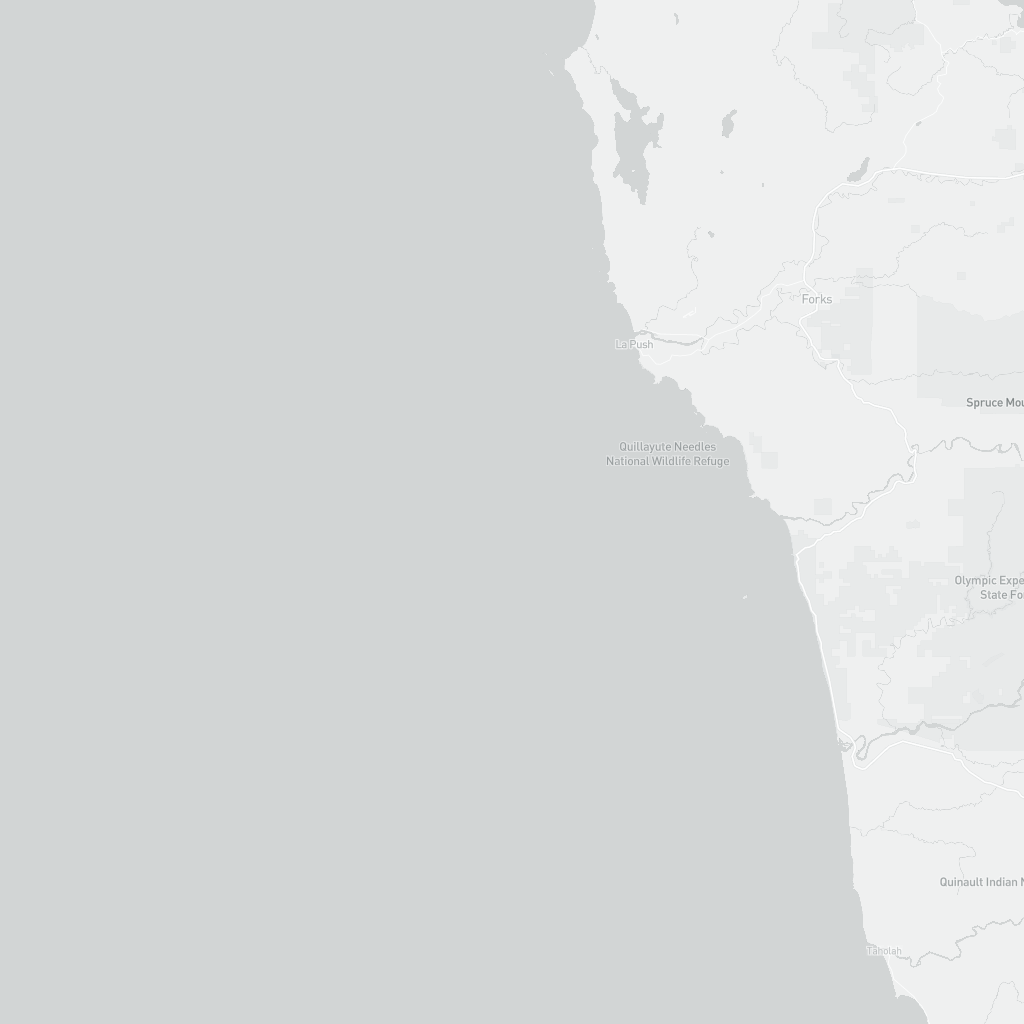 Forks
La Push
Spruce Mou
Quillayute Needles
National Wildlife Refuge
Olympic Expe
State Fo
Quinault Indian N
Taholah